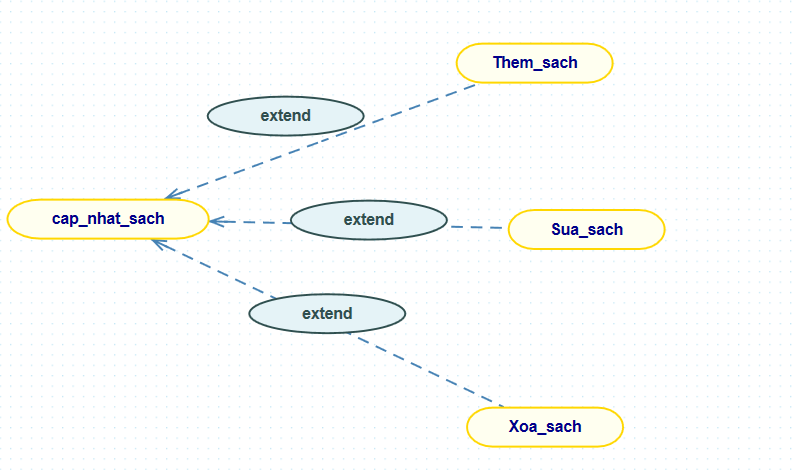 Them_sach
extend
cap_nhat_sach
extend
Sua_sach
extend
Xoa_sach